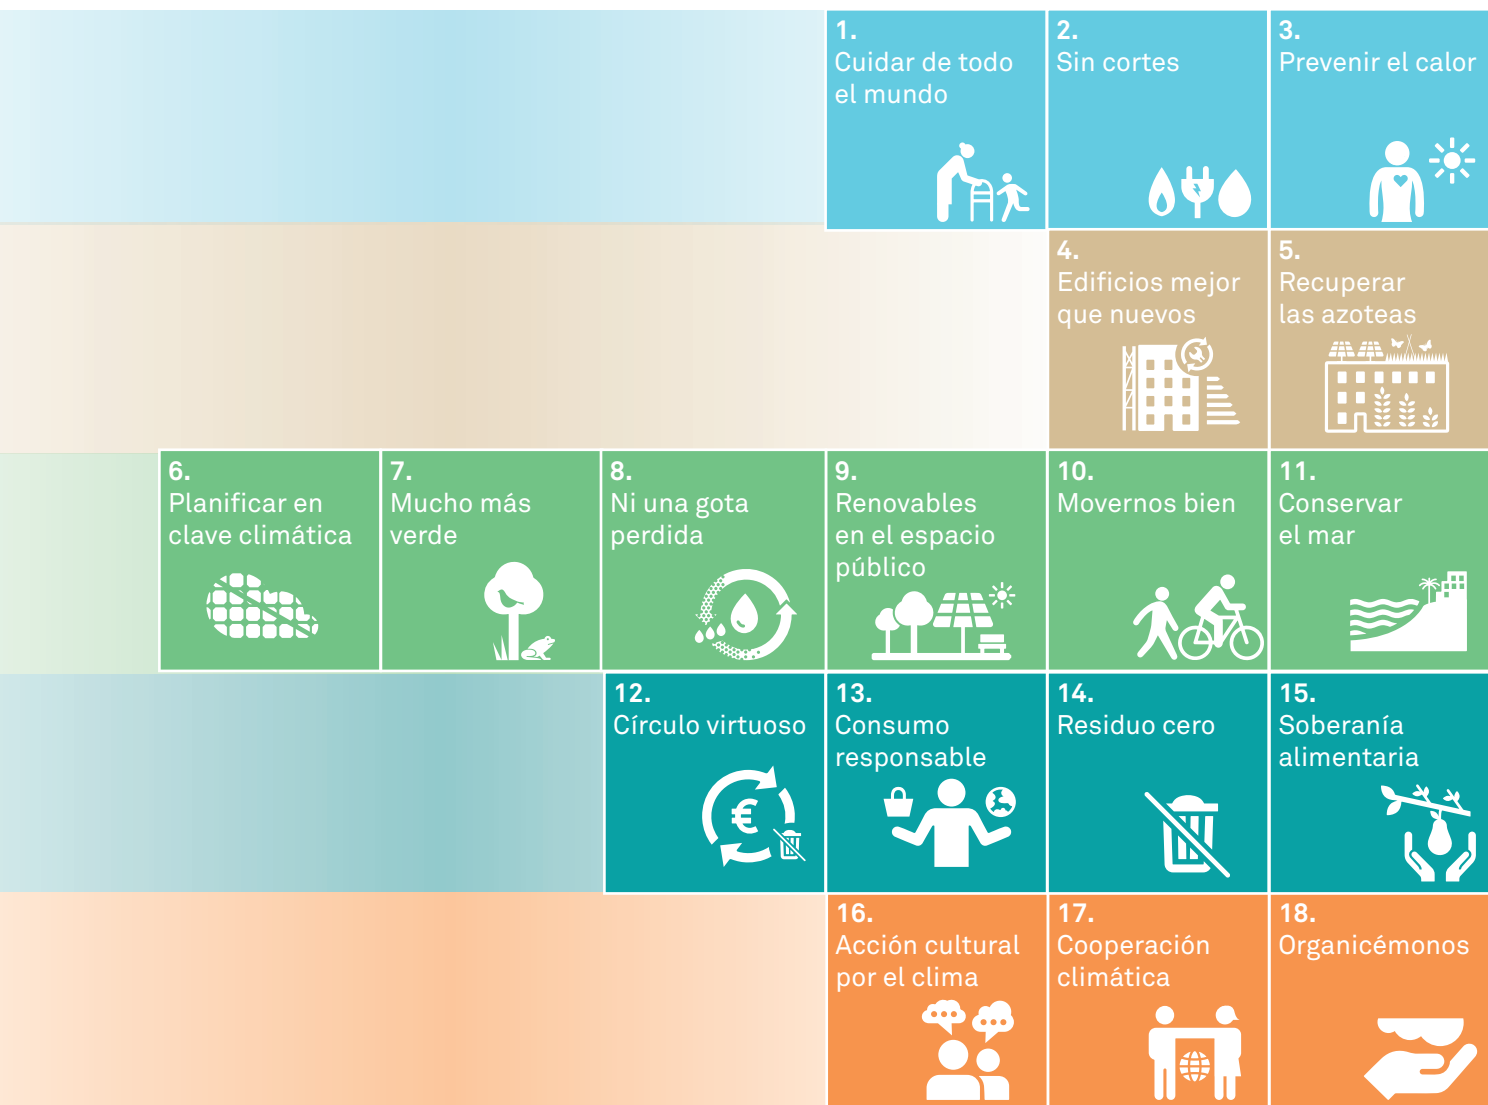 1.
Cuidar de todo
el mundo
2.
Sin cortes
3.
Prevenir el calor
4.
Edificios mejor
que nuevos
5.
Recuperar
las azoteas
6.
Planificar en
clave climática
7.
Mucho más
verde
8.
Ni una gota
perdida
9.
Renovables
en el espacio
público
10.
Movernos bien
11.
Conservar
el mar
12.
Círculo virtuoso
€
13.
Consumo
responsable
14.
Residuo cero
15.
Soberanía
alimentaria
16.
Acción cultural
por el clima
17.
Cooperación
climática
18.
Organicémonos